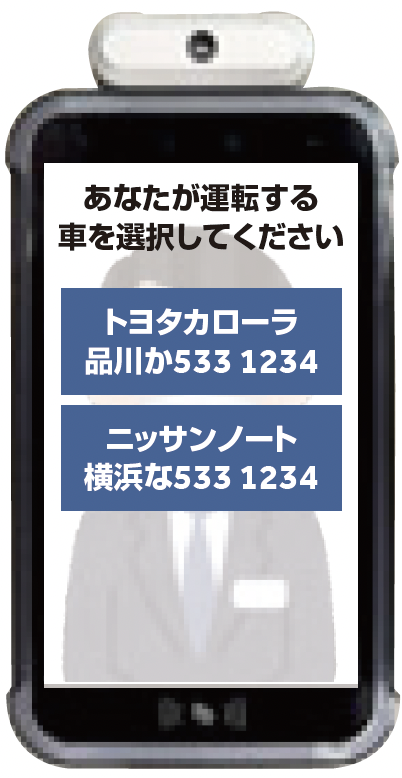 あなたが運転する
車を選択してください
トヨタカローラ
品川か533 1234
ニッサンノート
横浜な533 1234